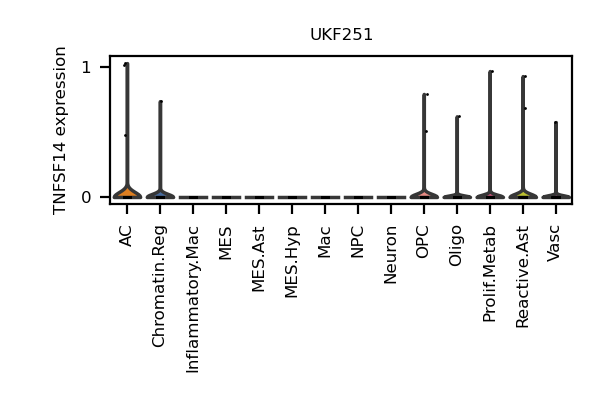 UKF251
TNFSF14 expression
1
0
AC
Chromatin.Reg
Inflammatory.Mac
MES
MES.Ast
MES.Hyp
Mac
NPC
Neuron
OPC
Oligo
Prolif.Metab
Reactive.Ast
Vasc